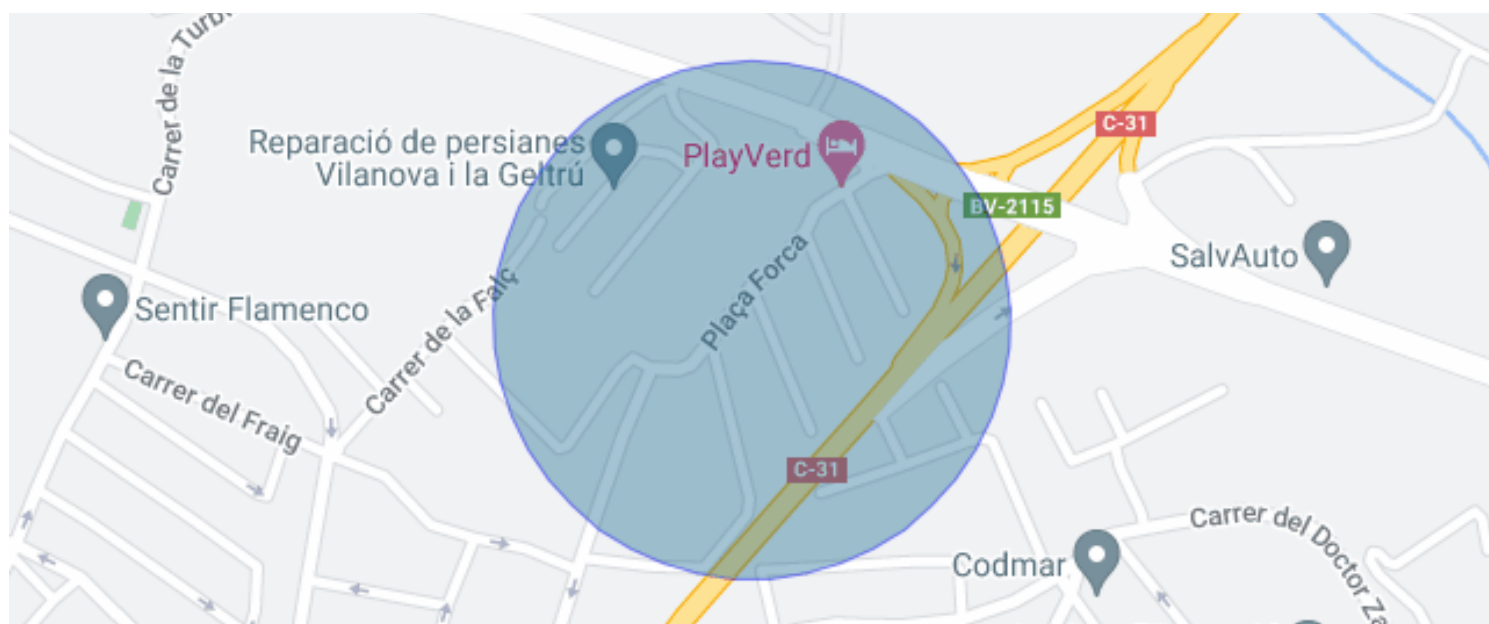 Carrer de la Turbi
C-31
Reparació de persianes
Vilanova i la Geltrú
PlayVerd
BV-2115
SalvAuto
Plaça Forca
Sentir Flamenco
Carrer de la Falç
Carrer del Fraig
C-31
Codmar
Carrer del Doctor Za